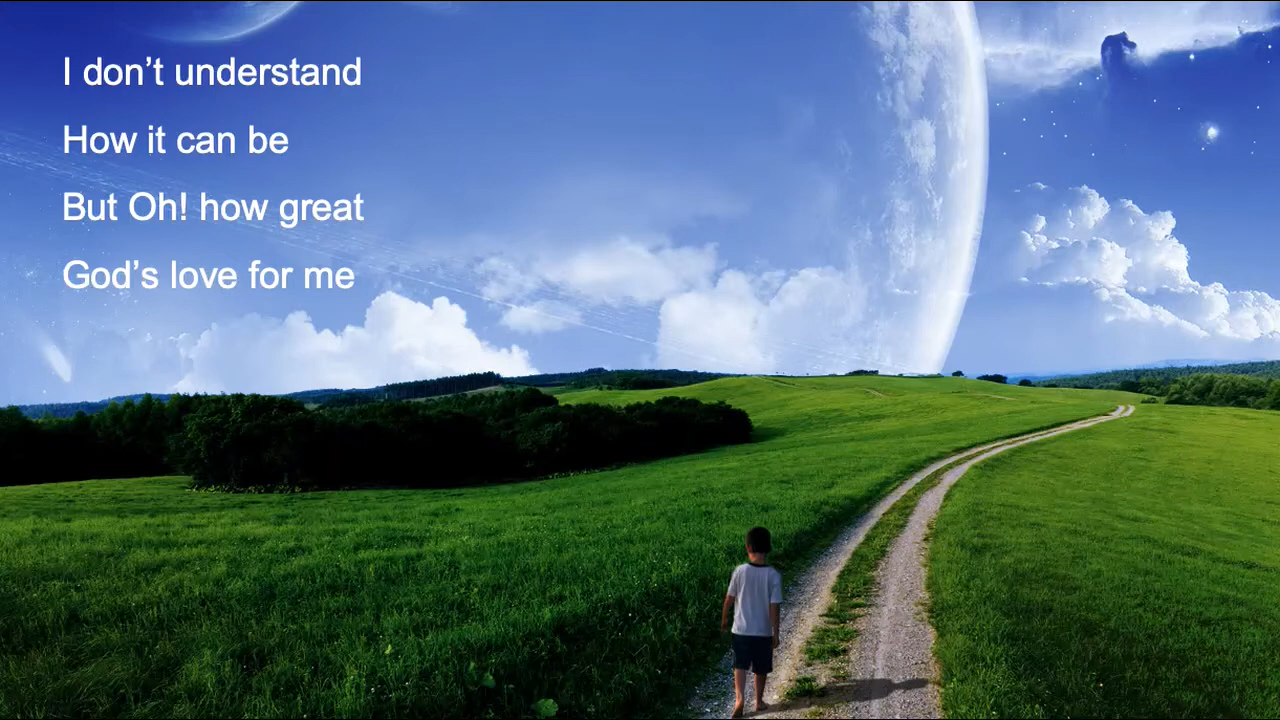 I don’t understand
How it can be
But Oh! how great
God’s love for me